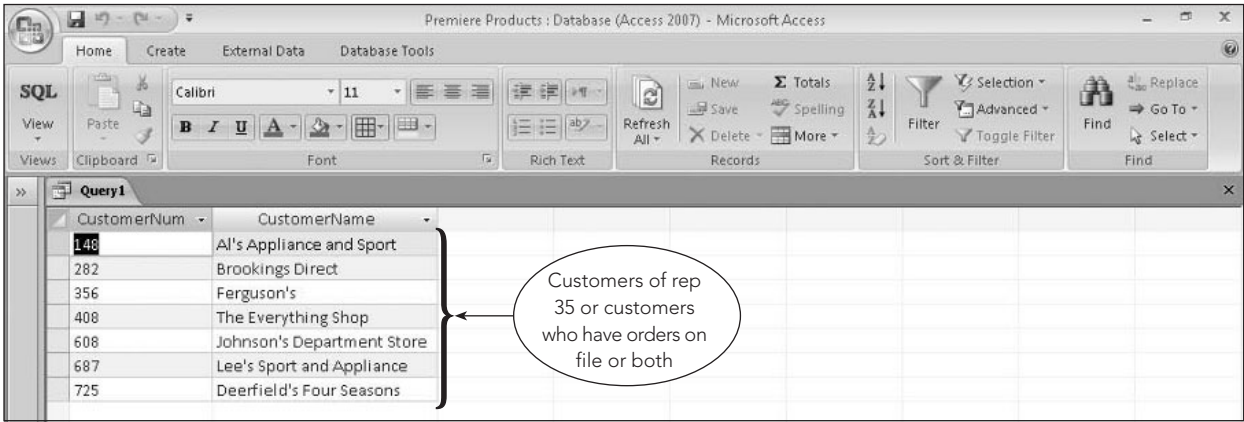 Premiere Products : Database (Access 2007) - Microsoft Access
Home Create External Data Database Tools
SQL
View
Views
Paste
Clipboard
Calibri 11
B I U A
Font
ab
Rich Text
Refresh
All
New
Save
Delete
Σ Totals
Spelling
More
Records
Filter
Selection
Advanced
Toggle Filter
Sort & Filter
Find
Replace
Go To
Select
Find
Query1
CustomerNum CustomerName
148 Al's Appliance and Sport
282 Brookings Direct
356 Ferguson's
408 The Everything Shop
608 Johnson's Department Store
687 Lee's Sport and Appliance
725 Deerfield's Four Seasons
Customers of rep
35 or customers
who have orders on
file or both